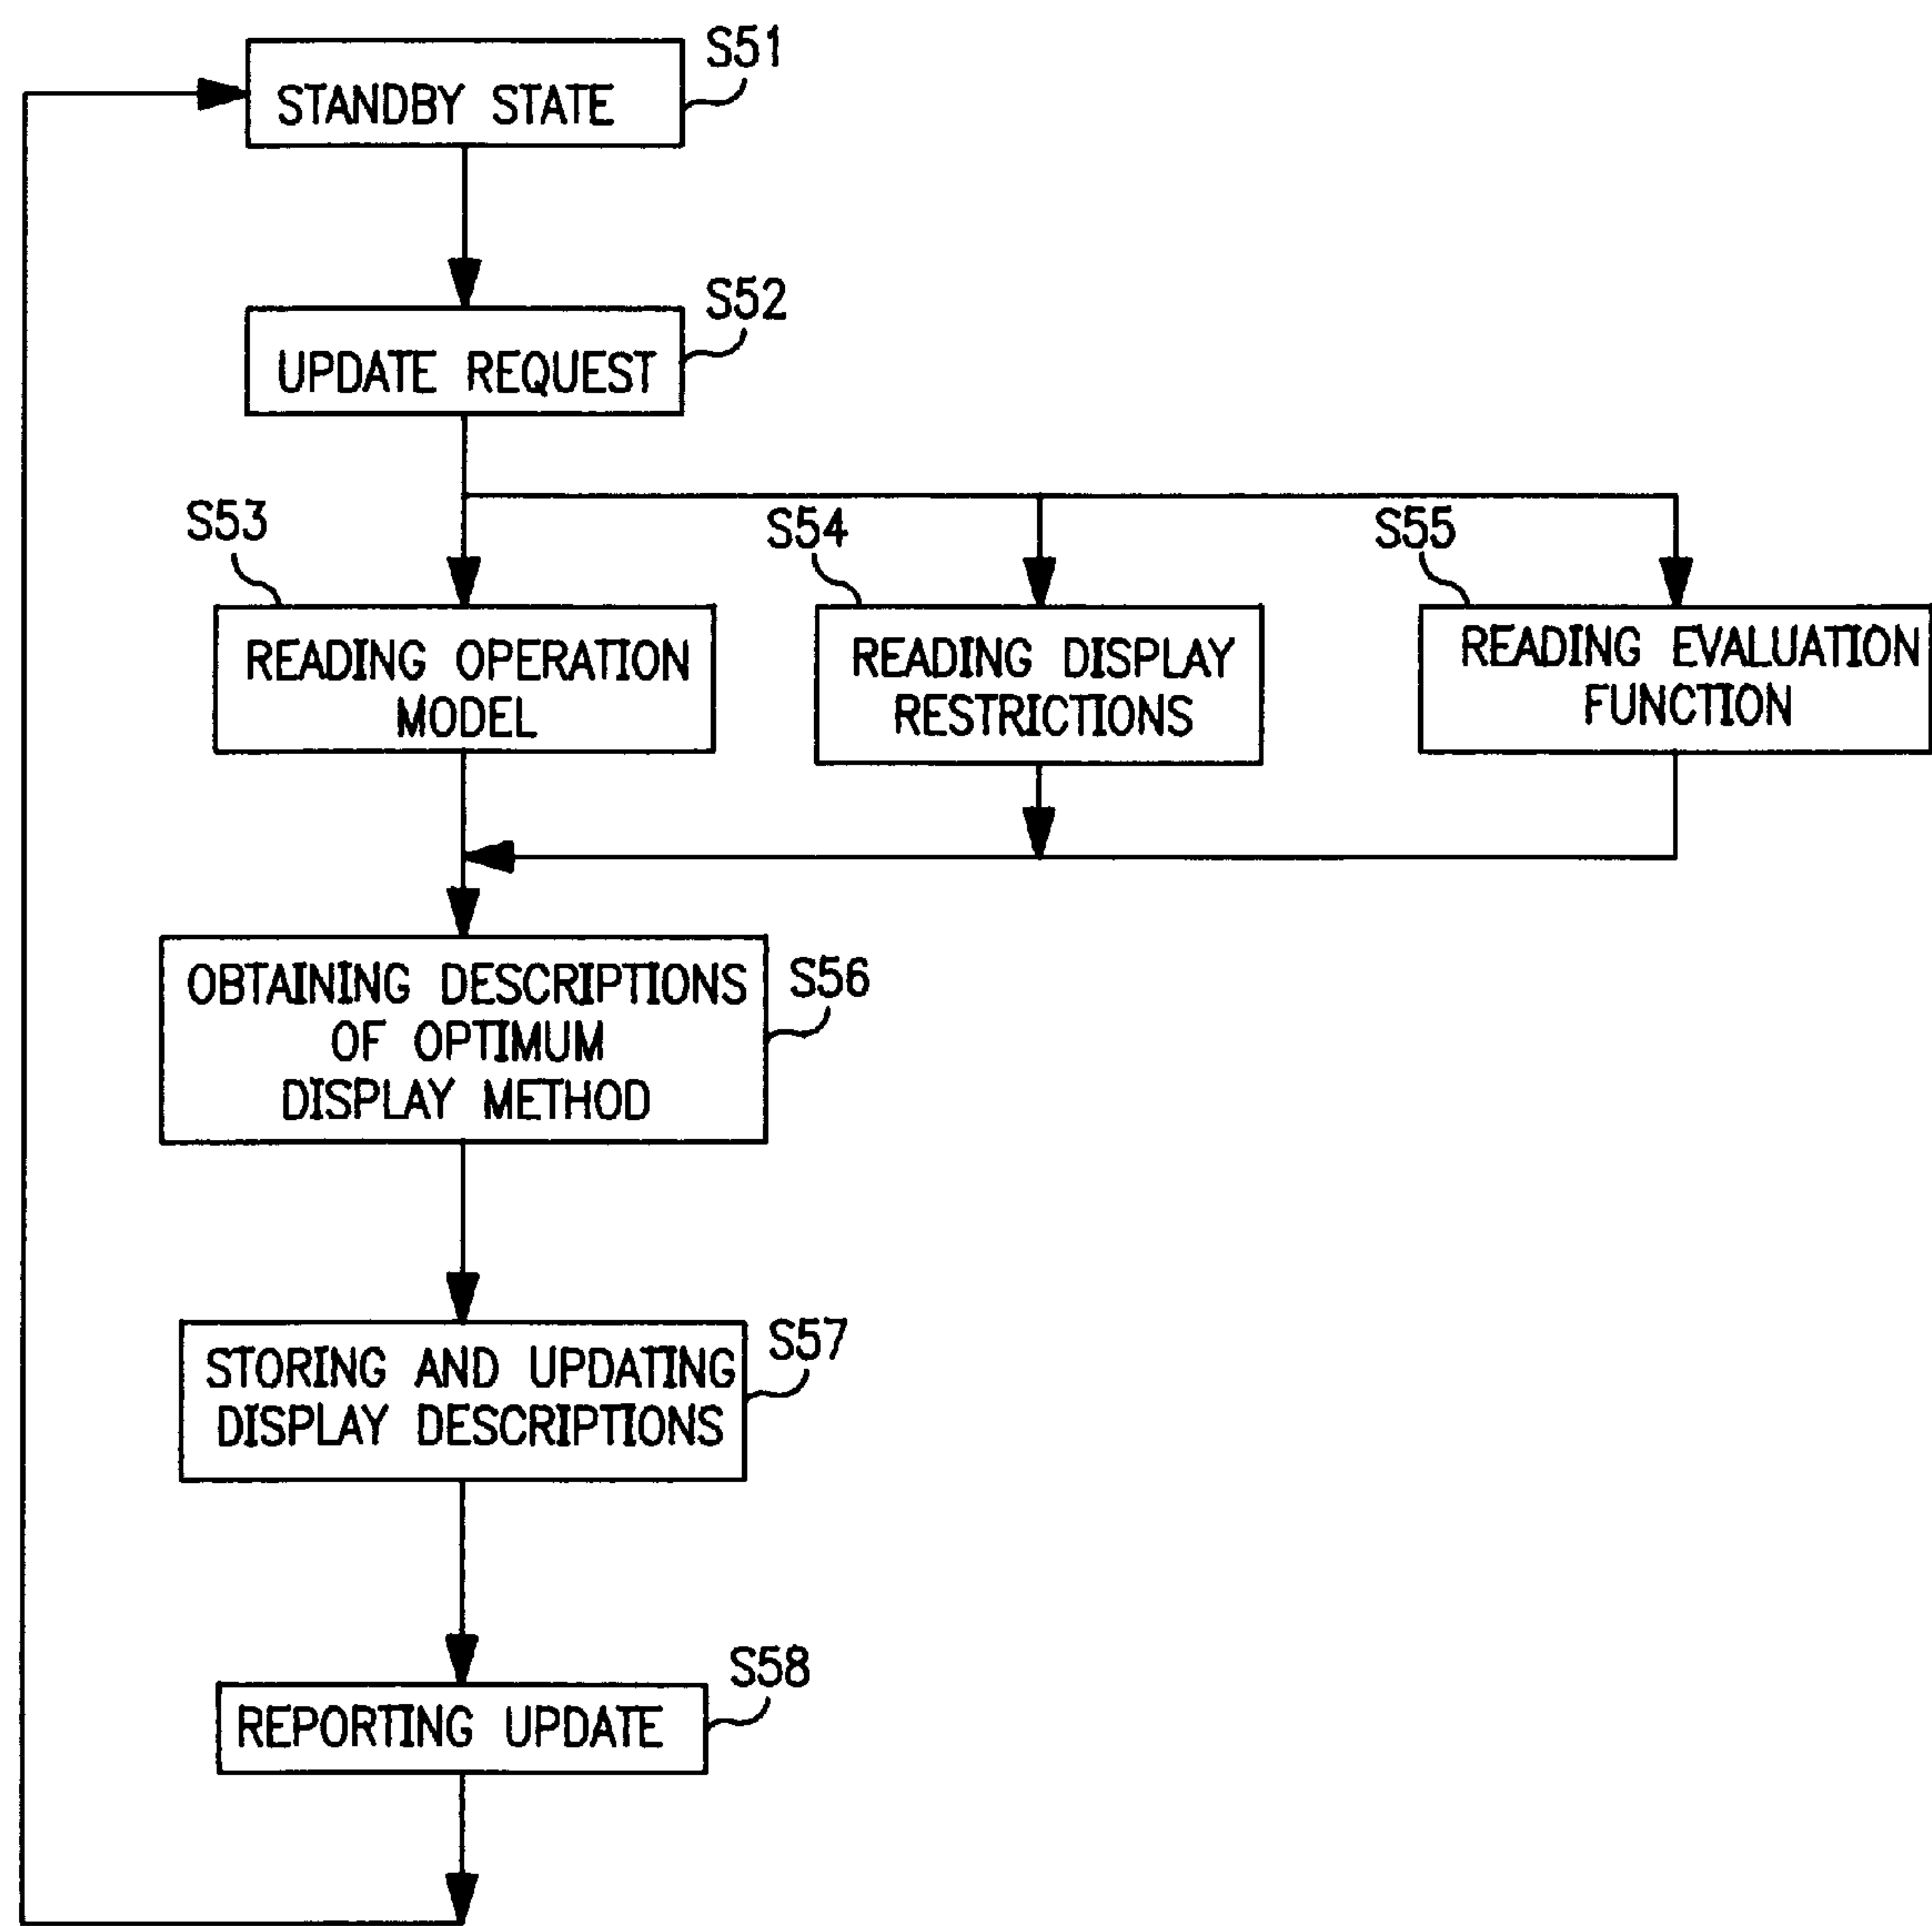 S51
STANDBY STATE
S52
UPDATE REQUEST
S53
S54
S55
READING OPERATION
MODEL
READING DISPLAY
RESTRICTIONS
READING EVALUATION
FUNCTION
OBTAINING DESCRIPTIONS
OF OPTIMUM
DISPLAY METHOD
S56
STORING AND UPDATING
DISPLAY DESCRIPTIONS
S57
S58
REPORTING UPDATE